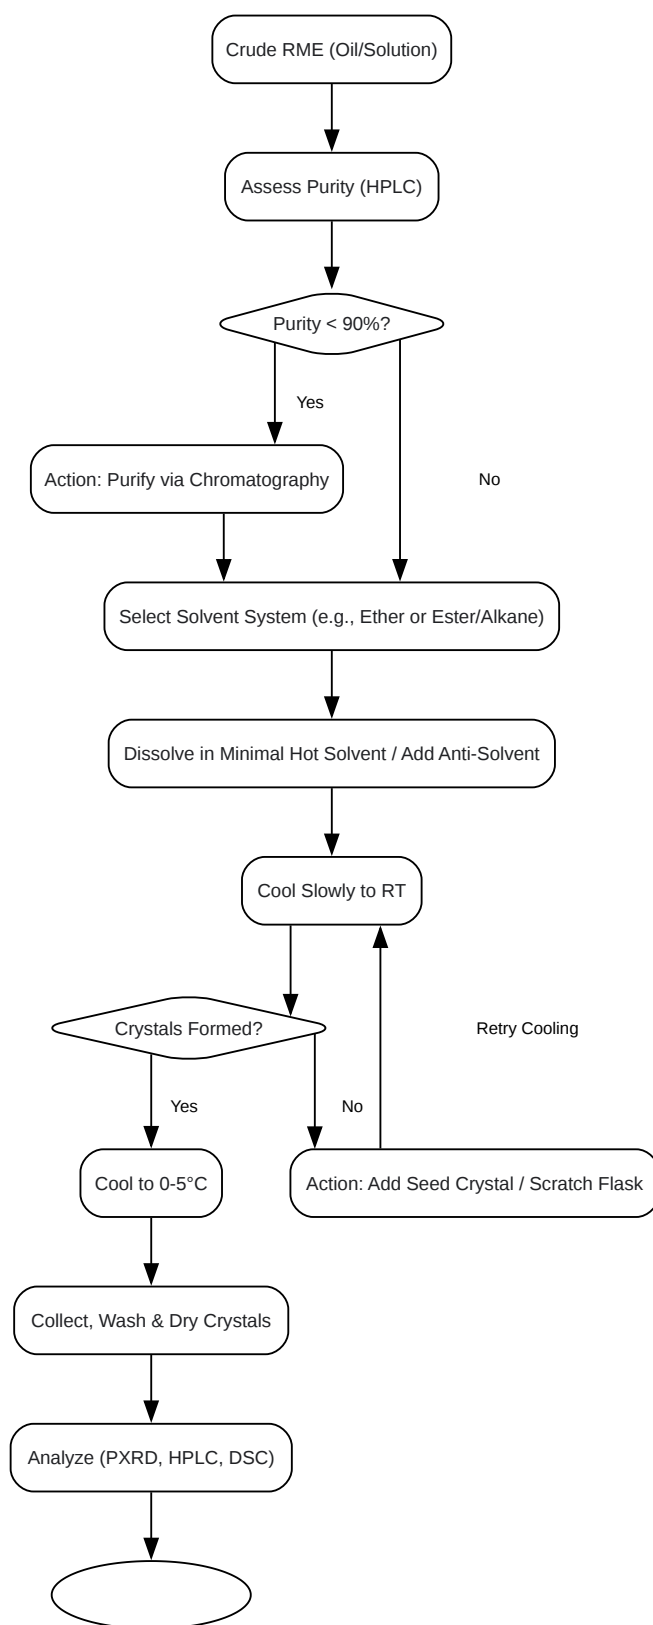 Crude RME (Oil/Solution)
Assess Purity (HPLC)
Purity < 90%?
Yes
Action: Purify via Chromatography
No
Select Solvent System (e.g., Ether or Ester/Alkane)
Dissolve in Minimal Hot Solvent / Add Anti-Solvent
Cool Slowly to RT
Crystals Formed?
Retry Cooling
Yes
No
Cool to 0-5°C
Action: Add Seed Crystal / Scratch Flask
Collect, Wash & Dry Crystals
Analyze (PXRD, HPLC, DSC)